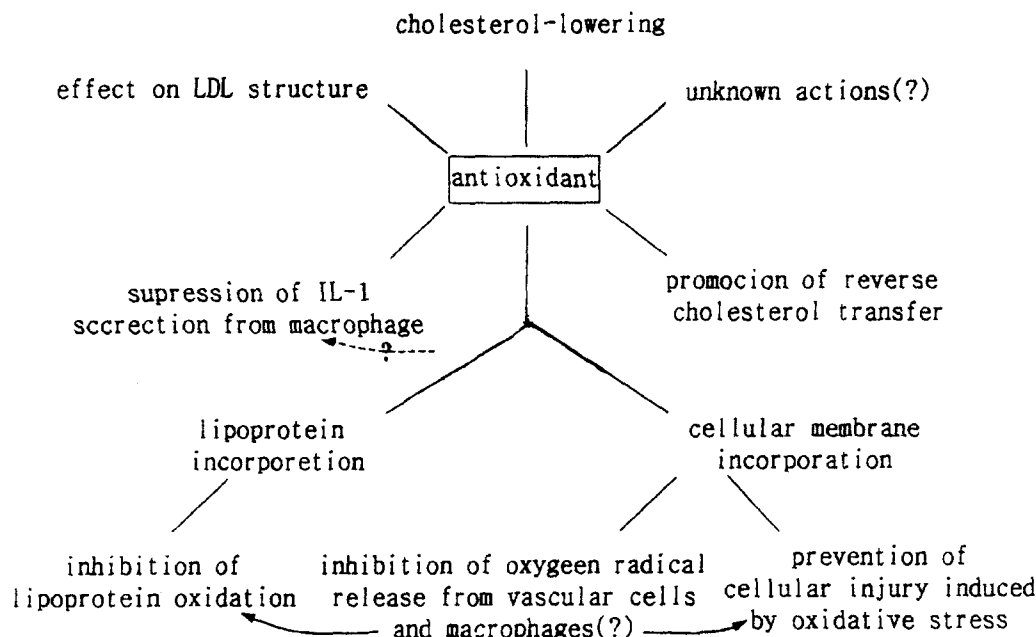 cholesterol-lowering
effect on LDL structure
unknown actions(?)
antioxidant
supression of IL-1
sccrection from macrophage
?
promocion of reverse
cholesterol transfer
lipoprotein
incorporetion
cellular membrane
incorporation
inhibition of
lipoprotein oxidation
inhibition of oxygeen radical
release from vascular cells
and macrophages(?)
prevention of
cellular injury induced
by oxidative stress